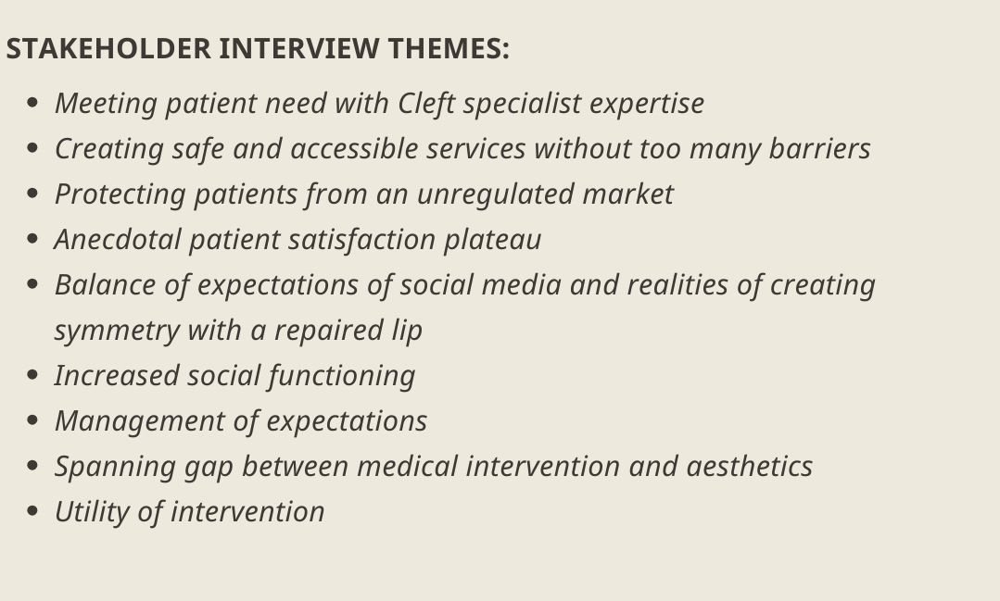 STAKEHOLDER INTERVIEW THEMES:
• Meeting patient need with Cleft specialist expertise
• Creating safe and accessible services without too many barriers
• Protecting patients from an unregulated market
• Anecdotal patient satisfaction plateau
• Balance of expectations of social media and realities of creating
symmetry with a repaired lip
• Increased social functioning
• Management of expectations
• Spanning gap between medical intervention and aesthetics
• Utility of intervention